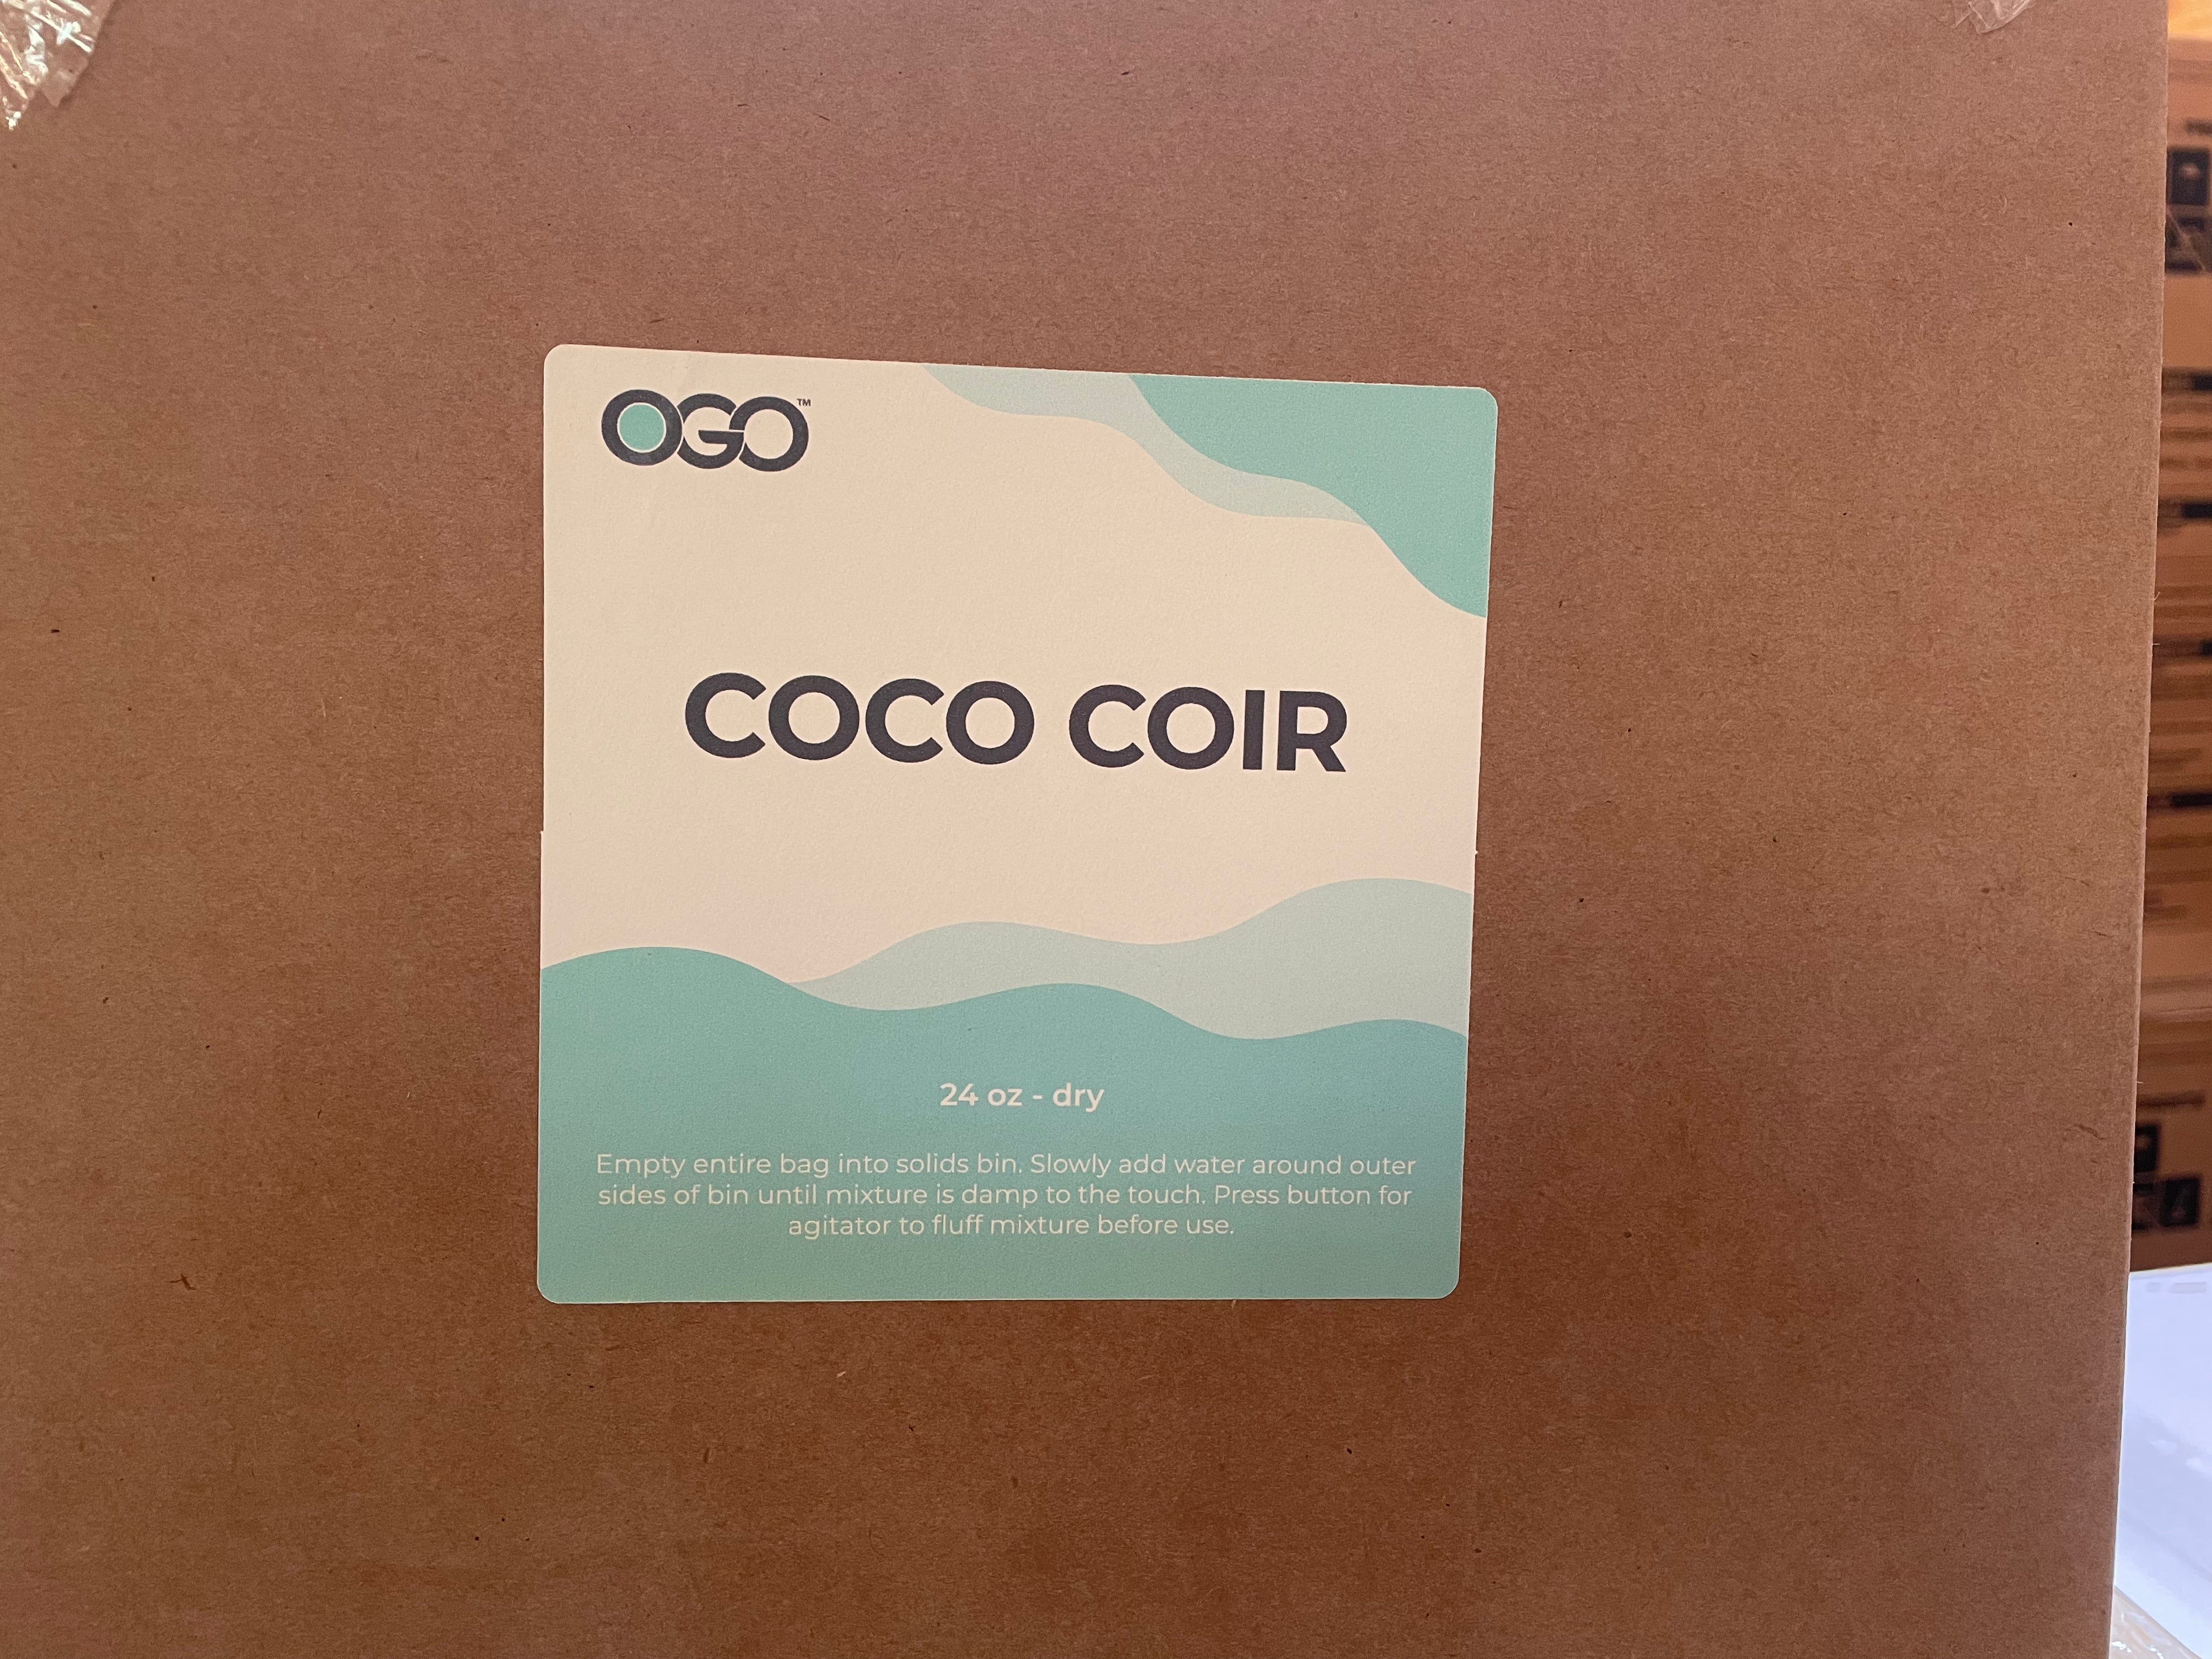 OGO™
COCO COIR
24 oz - dry
Empty entire bag into solids bin. Slowly add water around outer
sides of bin until mixture is damp to the touch. Press button for
agitator to fluff mixture before use.